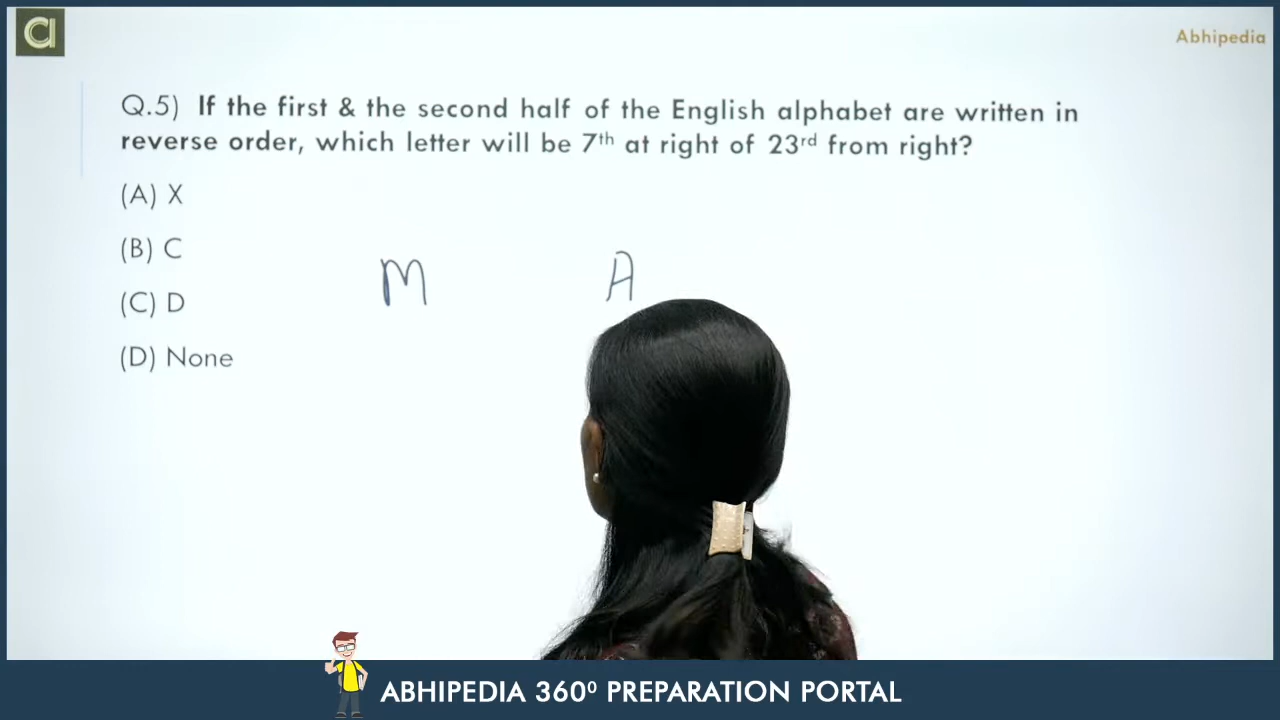 Abhipedia
Q.5) If the first & the second half of the English alphabet are written in
reverse order, which letter will be 7th at right of 23rd from right?
(A) X
(B) C
(C) D
(D) None
M A
ABHIPEDIA 360⁰ PREPARATION PORTAL